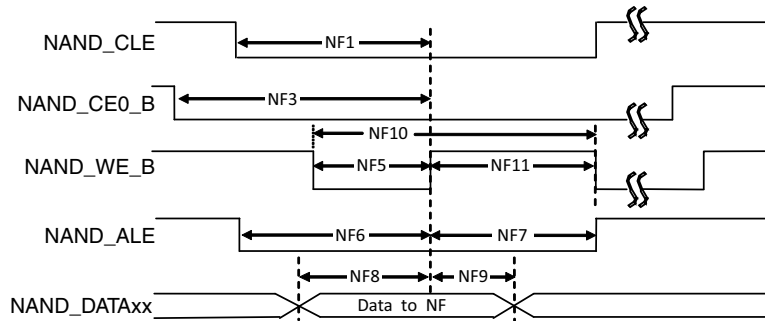 NAND_CLE
NF1
NAND_CE0_B
NF3
NF10
NAND_WE_B
NF5
NF11
NAND_ALE
NF6
NF7
NF8
NF9
NAND_DATAxx
Data to NF